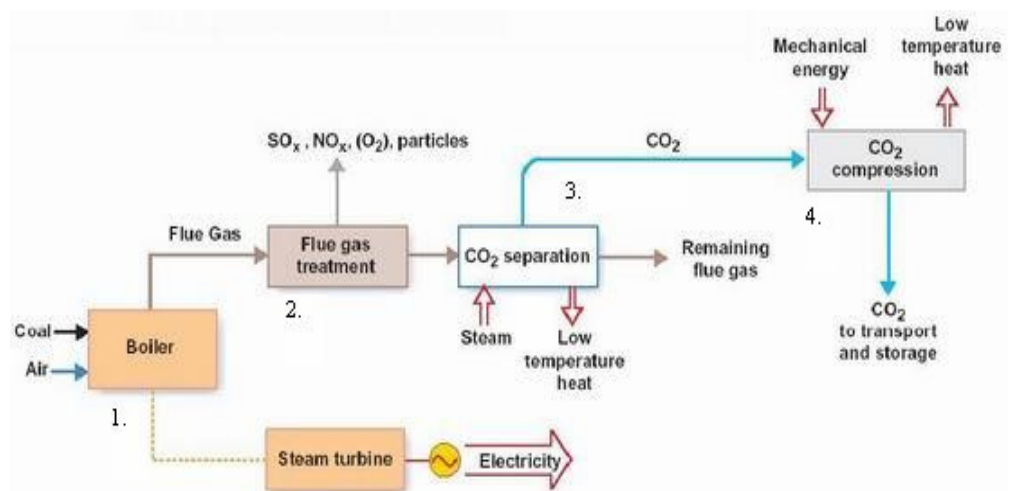 Mechanical
energy
Low
temperature
heat
SOx , NOx, (O2), particles
CO2
CO2
compression
3.
4.
Flue Gas
Flue gas
treatment
CO2 separation
Remaining
flue gas
2.
Coal
Air
Boiler
Steam
Low
temperature
heat
CO2
to transport
and storage
1.
Steam turbine
Electricity